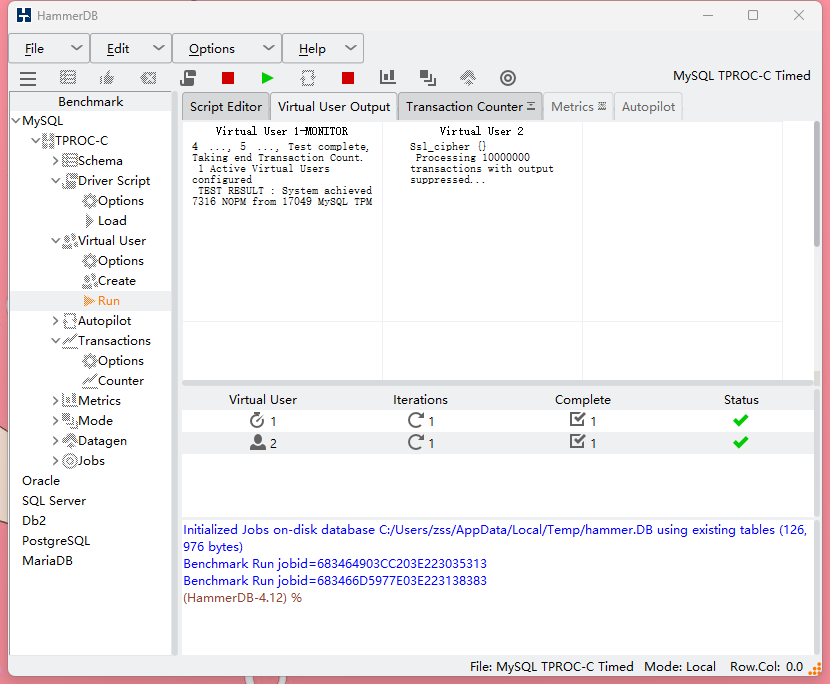 HammerDB
File Edit Options Help
MySQL TPROC-C Timed
Benchmark
MySQL
TPROC-C
Schema
Driver Script
Options
Load
Virtual User
Options
Create
Run
Autopilot
Transactions
Options
Counter
Metrics
Mode
Datagen
Jobs
Oracle
SQL Server
Db2
PostgreSQL
MariaDB
Script Editor Virtual User Output Transaction Counter Metrics Autopilot
Virtual User 1-MONITOR
4 ..., 5 ..., Test complete,
Taking end Transaction Count.
1 Active Virtual Users
configured
TEST RESULT : System achieved
7316 NOPM from 17049 MySQL TPM
Virtual User 2
Ssl_cipher {}
Processing 10000000
transactions with output
suppressed...
Virtual User Iterations Complete Status
1 1 1
2 1 1
Initialized Jobs on-disk database C:/Users/zss/AppData/Local/Temp/hammer.DB using existing tables (126,
976 bytes)
Benchmark Run jobid=683464903CC203E223035313
Benchmark Run jobid=683466D5977E03E223138383
(HammerDB-4.12) %
File: MySQL TPROC-C Timed Mode: Local Row.Col: 0.0